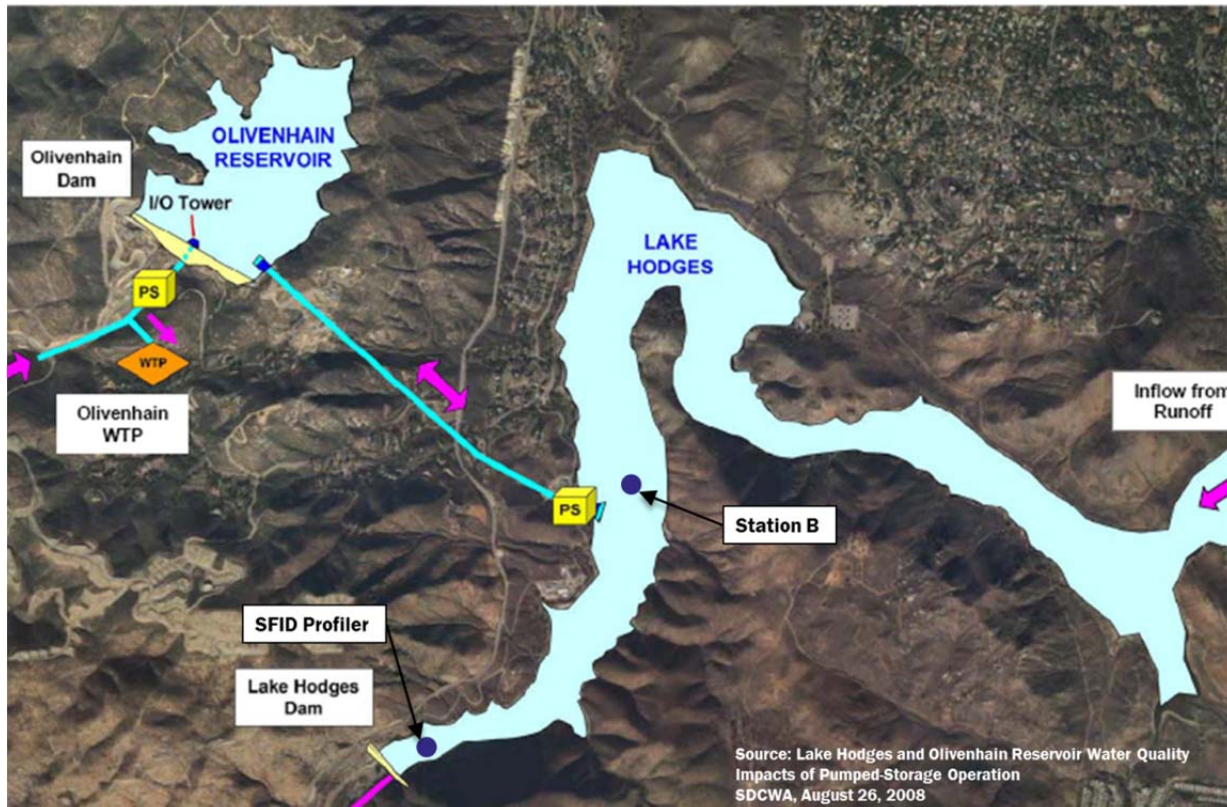 OLIVENHAIN
RESERVOIR
Olivenhain
Dam
I/O Tower
PS
WTP
Olivenhain
WTP
LAKE
HODGES
Inflow from
Runoff
PS
Station B
SFID Profiler
Lake Hodges
Dam
Source: Lake Hodges and Olivenhain Reservoir Water Quality
Impacts of Pumped-Storage Operation
SDCWA, August 26, 2008